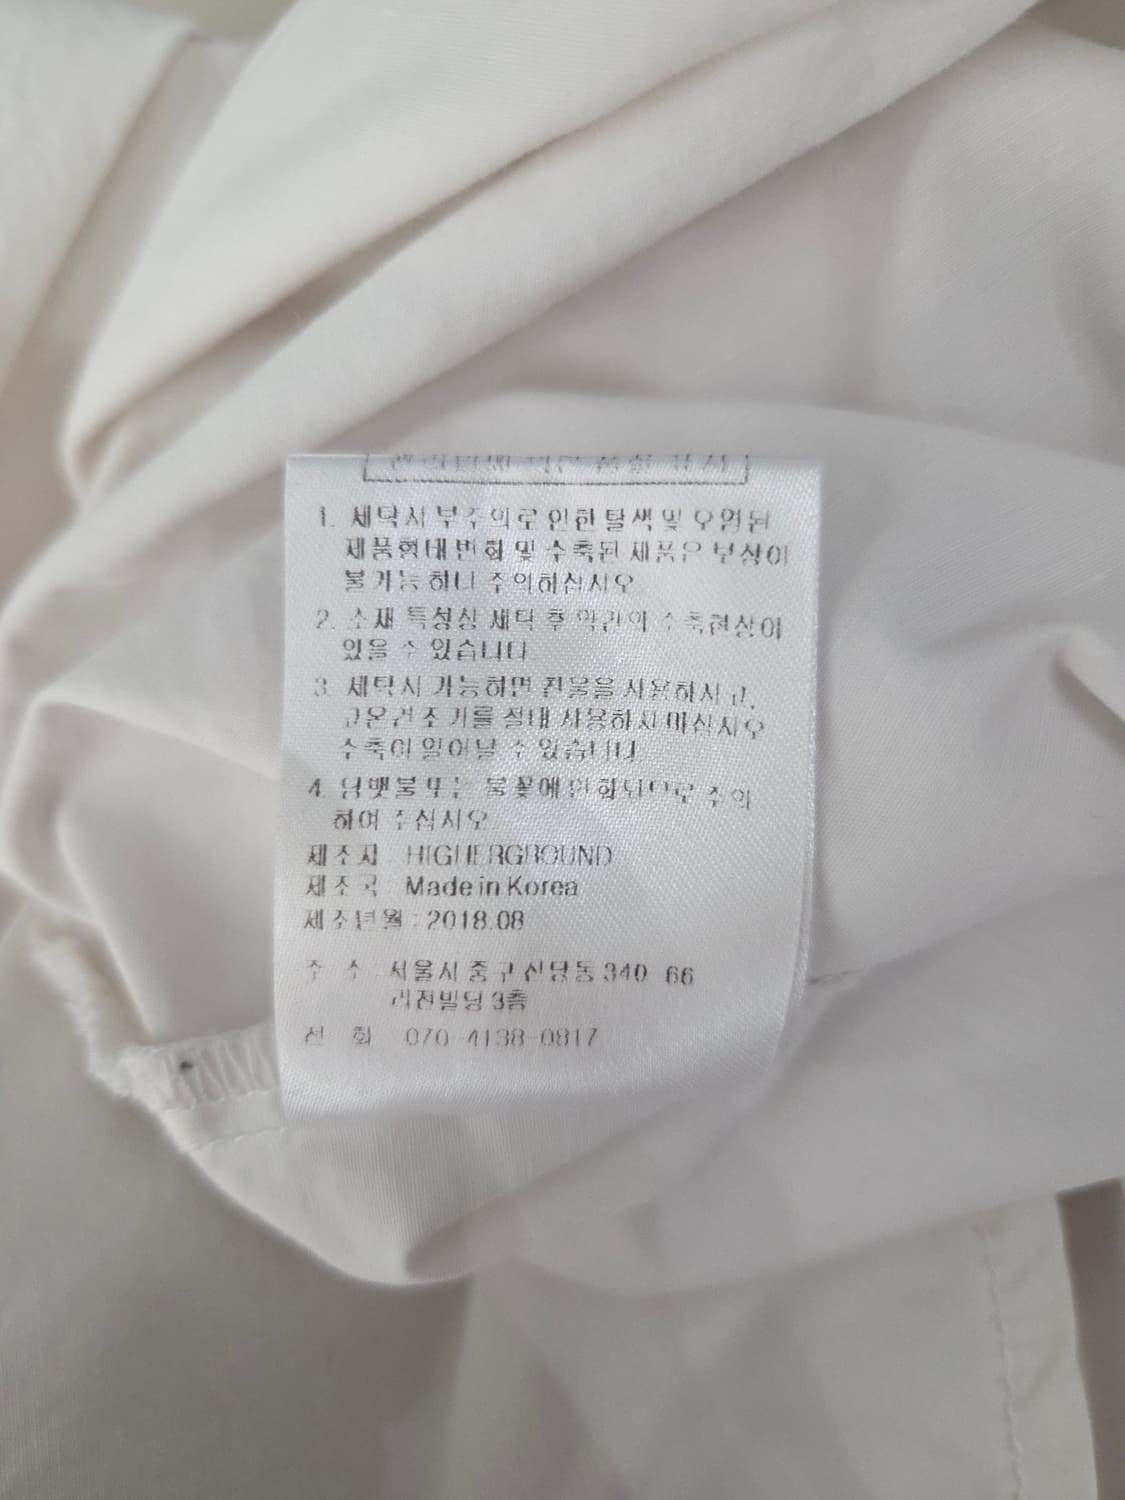 1. 세탁시 부주의로 인한 탈색 및 오염된
제품형태 변화 및 수축된 제품은 보상이
불가능 하니 주의하십시오
2. 소재 특성상 세탁 후 약간의 수축현상이
있을 수 있습니다
3. 세탁시 가능하면 찬물을 사용하시고,
고온건조기를 절대 사용하지 마십시오
수축이 일어날 수 있습니다
4. 담뱃불 또는 불꽃에 인화되므로 주의
하여 주십시오
제조자 : HIGHERGROUND
제조국 : Made in Korea
제조년월 : 2018.08
주 소 : 서울시 중구 신당동 340 66
빌딩 3층
전 화 070-4138-0817